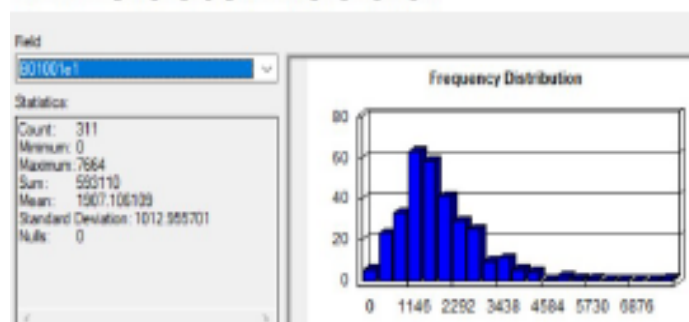 Field
B01001e1
Statistics:
Count: 311
Minimum: 0
Maximum: 7664
Sum: 593110
Mean: 1907.106109
Standard Deviation: 1012.955701
Nulls: 0
Frequency Distribution
80
60
40
20
0
0 1146 2292 3438 4584 5730 6876